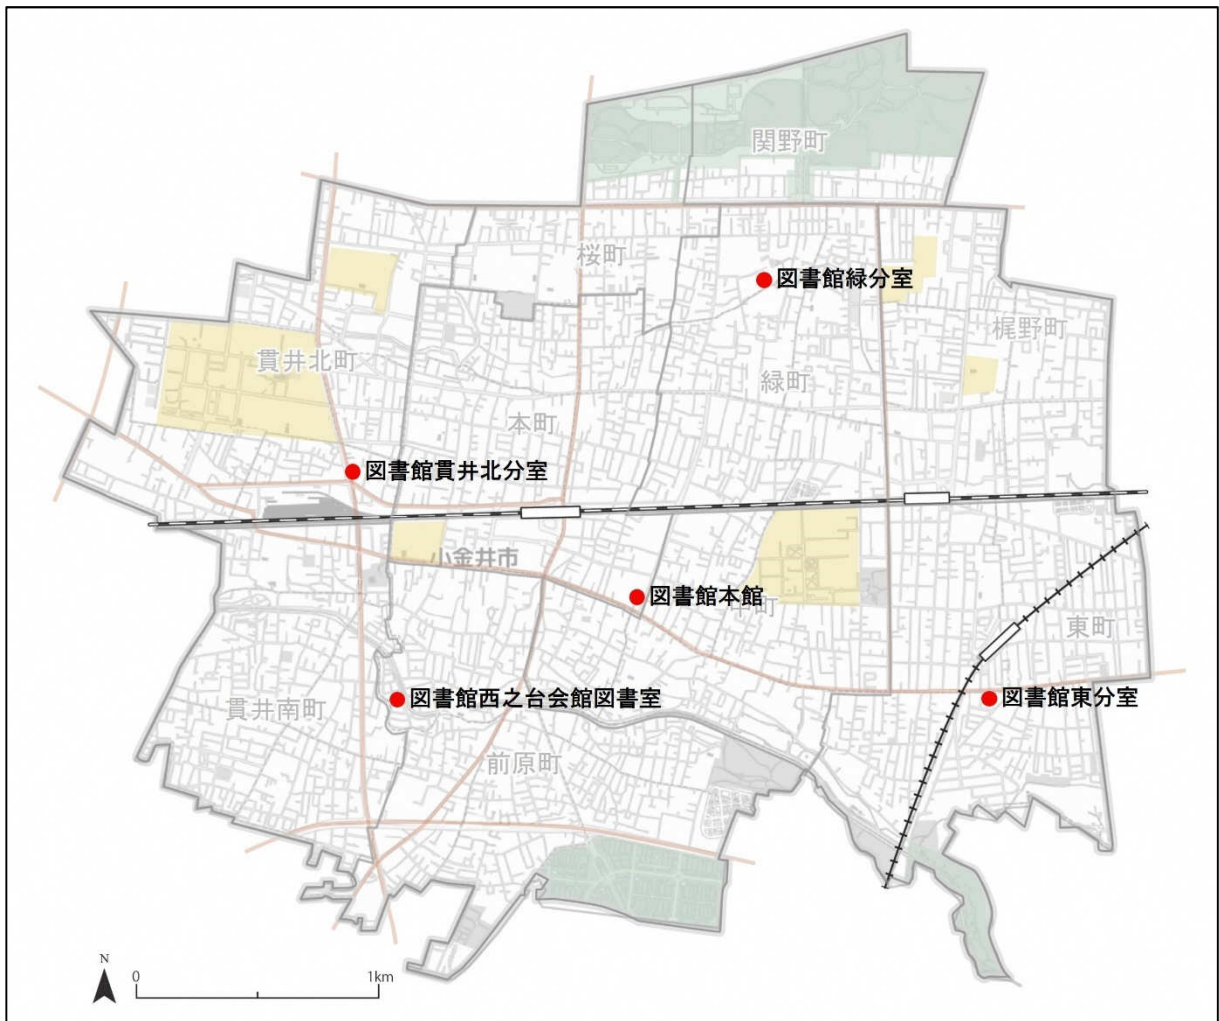 関野町
桜町
図書館緑分室
梶野町
貫井北町
緑町
本町
図書館貫井北分室
小金井市
図書館本館
中町
東町
図書館西之台会館図書室
図書館東分室
貫井南町
前原町
N
0
1km